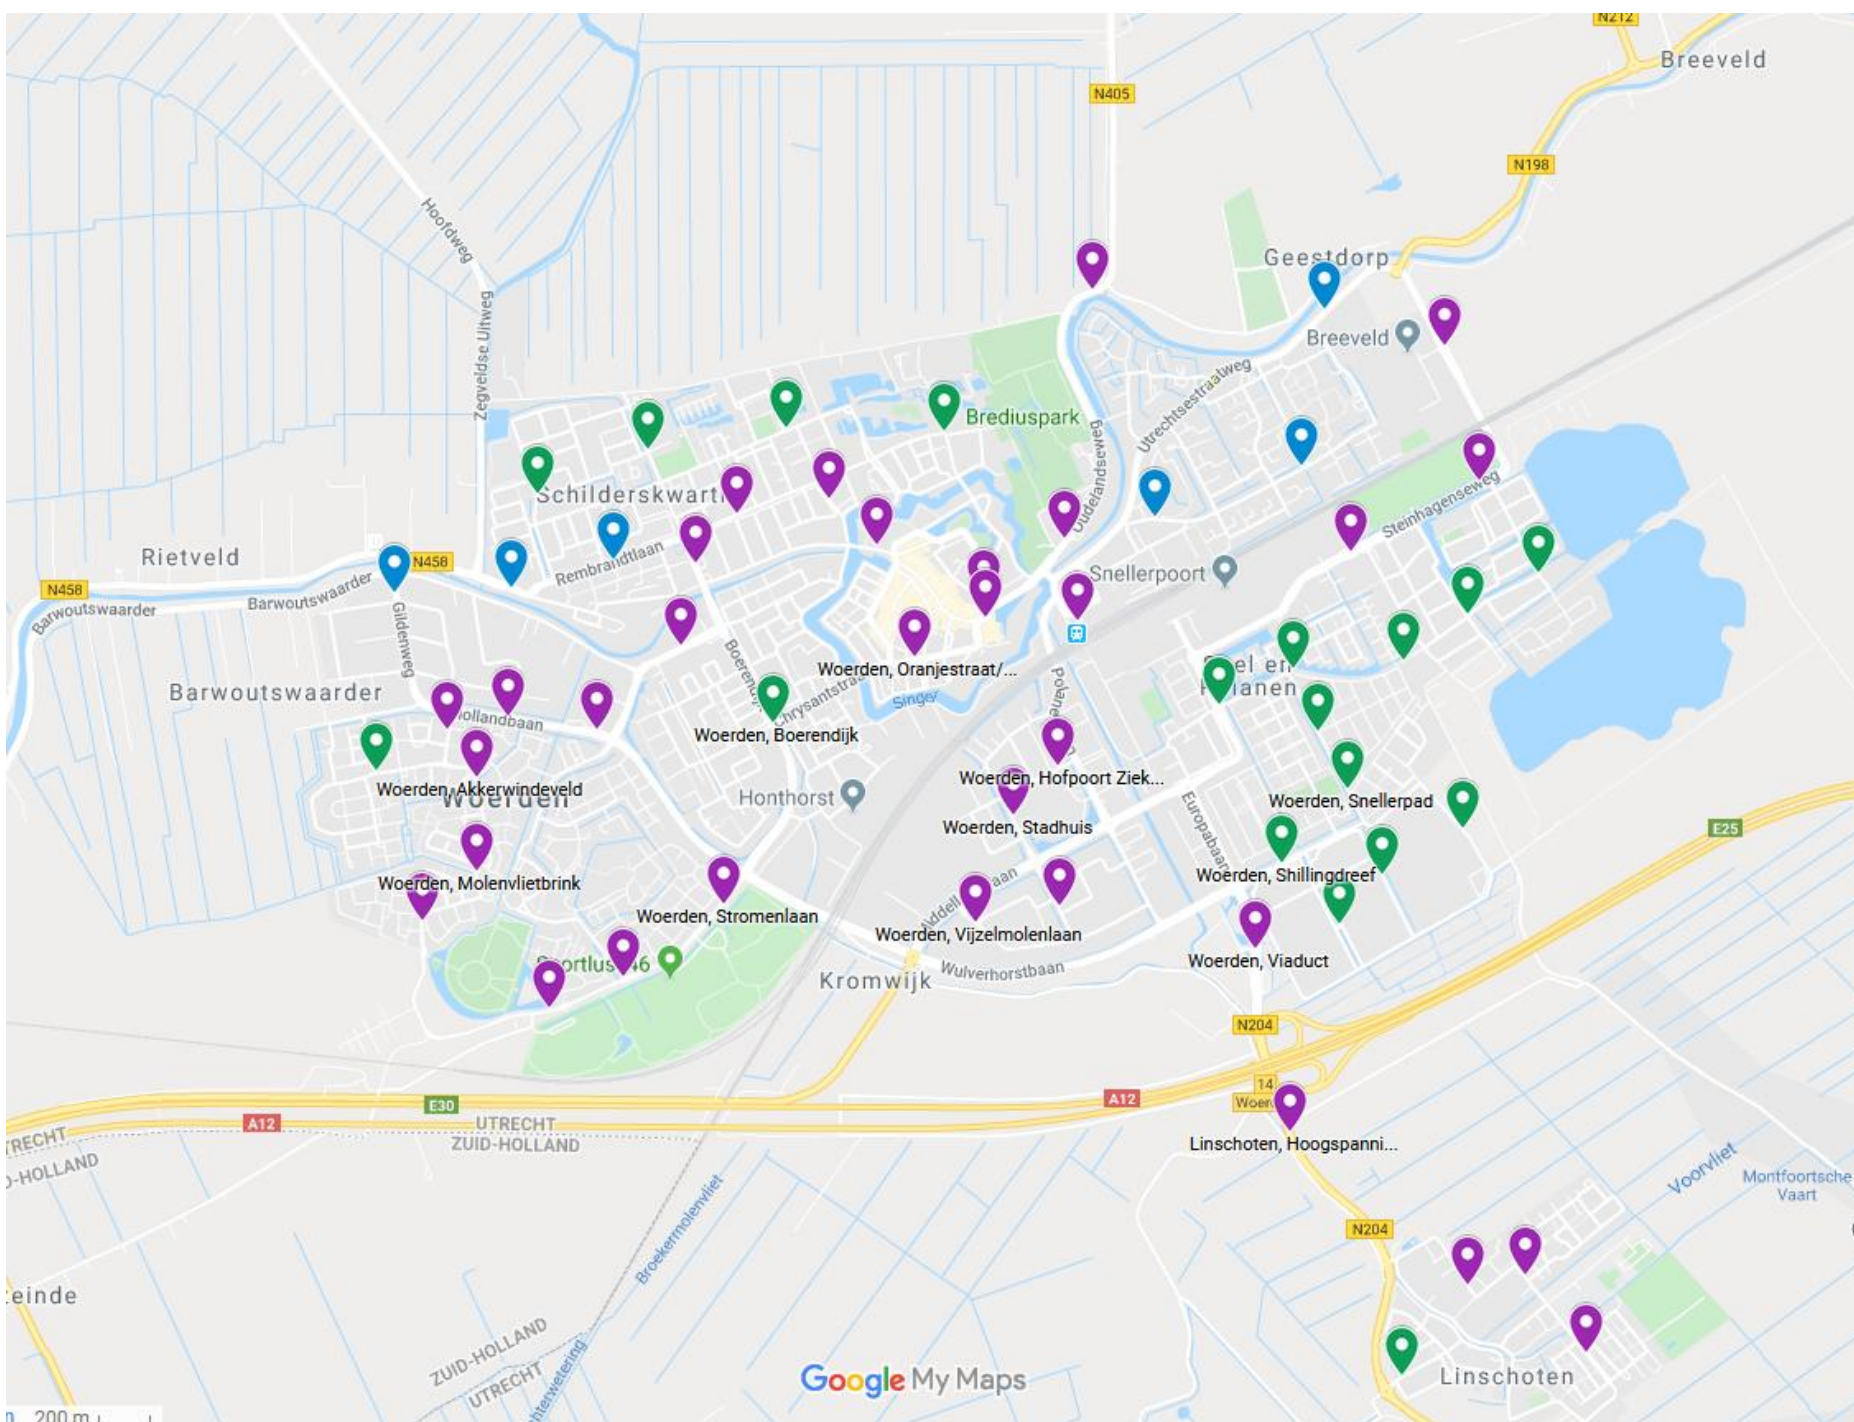 N212
Breeveld
N405
N198
Hoofdweg
Geestdorp
Zegveldse Uitweg
Breeveld
Utrechtsestraatweg
Brediuspark
Oudelandseweg
Steinhagenseweg
Rietveld
N458
N458
Rembrandtlaan
Snellerpoort
Barwoutswaarder
Barwoutswaarder
Gildenweg
Woerden, Oranjestraat/...
Singel
Barwoutswaarder
Woerden, Boerendijk
Woerden, Akkerwindeveld
Woerden
Honthorst
Woerden, Hofpoort Ziek...
Woerden, Stadhuis
Woerden, Snellerpad
E25
Europabaan
Woerden, Molenvlietbrink
Woerden, Shillingdreef
Woerden, Stromenlaan
Woerden, Vijzelmolenlaan
Woerden, Viaduct
Kromwijk
Wulverhorstbaan
N204
14
E30
A12
A12
UTRECHT
ZUID-HOLLAND
Linschoten, Hoogspanni...
Voorvliet
Montfoortsche
Vaart
Broekermolenvliet
N204
ZUID-HOLLAND
UTRECHT
Linschoten
Google My Maps
200 m